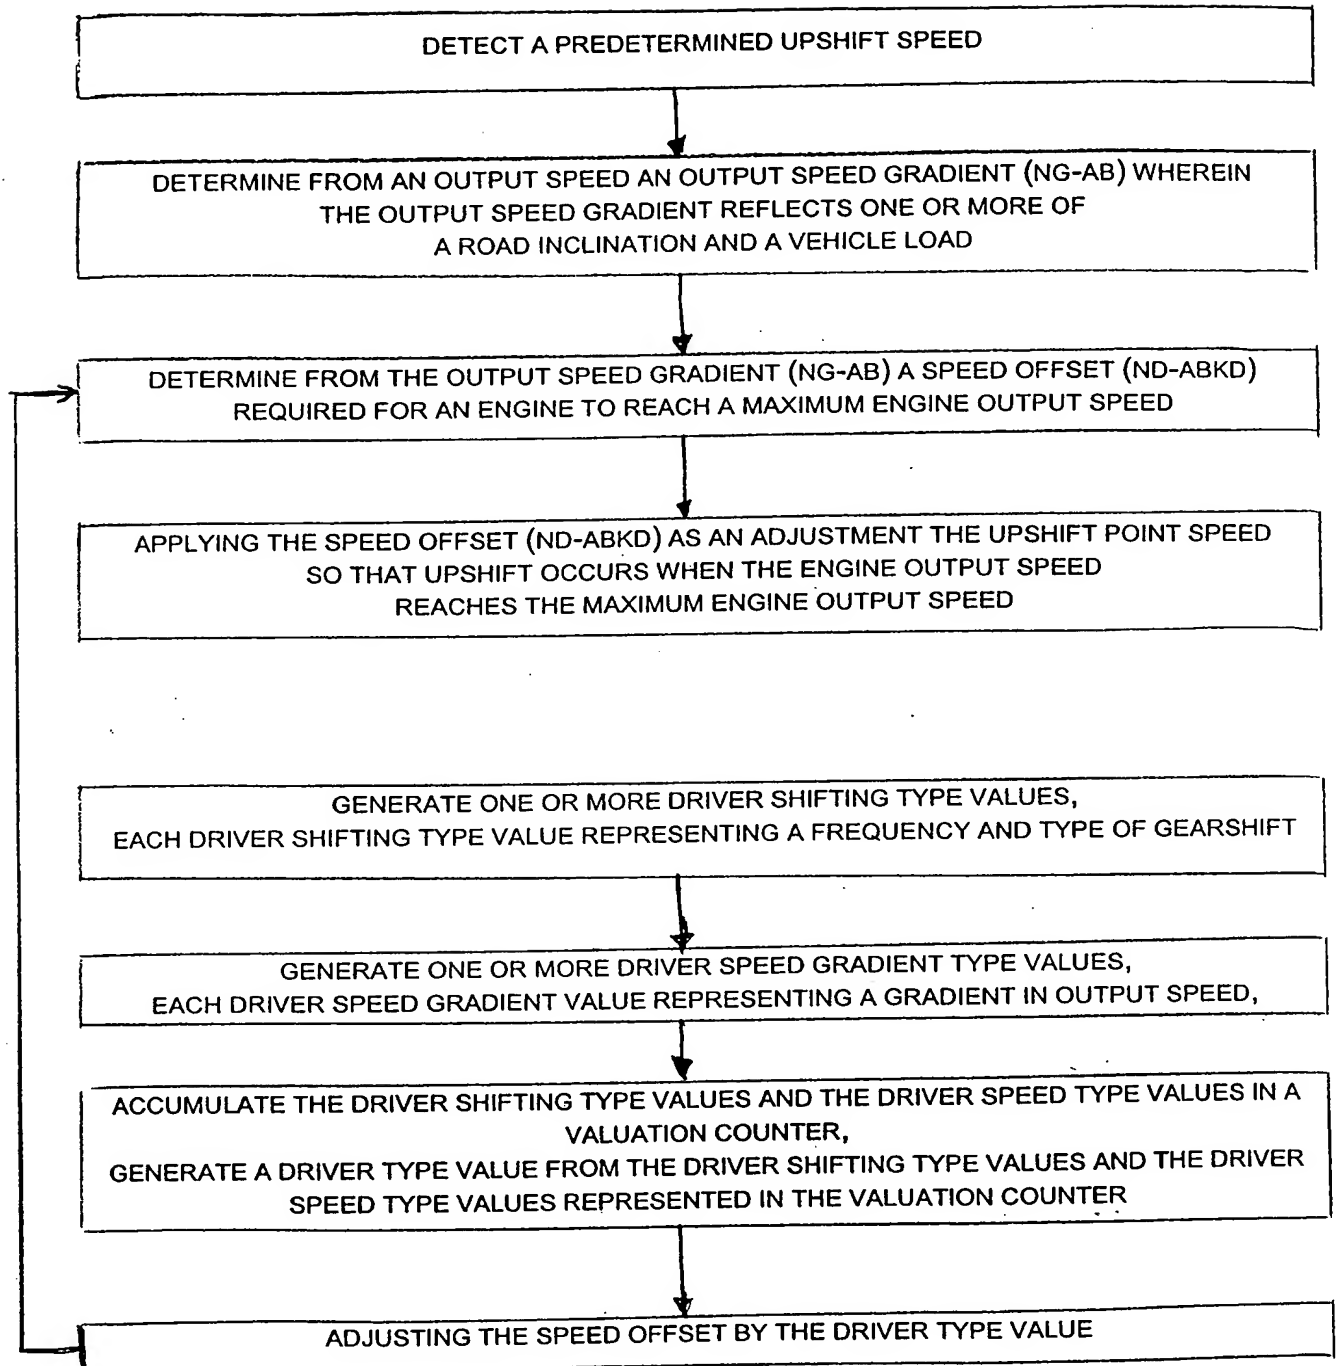 DETECT A PREDETERMINED UPSHIFT SPEED
DETERMINE FROM AN OUTPUT SPEED AN OUTPUT SPEED GRADIENT (NG-AB) WHEREIN
THE OUTPUT SPEED GRADIENT REFLECTS ONE OR MORE OF
A ROAD INCLINATION AND A VEHICLE LOAD
DETERMINE FROM THE OUTPUT SPEED GRADIENT (NG-AB) A SPEED OFFSET (ND-ABKD)
REQUIRED FOR AN ENGINE TO REACH A MAXIMUM ENGINE OUTPUT SPEED
APPLYING THE SPEED OFFSET (ND-ABKD) AS AN ADJUSTMENT THE UPSHIFT POINT SPEED
SO THAT UPSHIFT OCCURS WHEN THE ENGINE OUTPUT SPEED
REACHES THE MAXIMUM ENGINE OUTPUT SPEED
GENERATE ONE OR MORE DRIVER SHIFTING TYPE VALUES,
EACH DRIVER SHIFTING TYPE VALUE REPRESENTING A FREQUENCY AND TYPE OF GEARSHIFT
GENERATE ONE OR MORE DRIVER SPEED GRADIENT TYPE VALUES,
EACH DRIVER SPEED GRADIENT VALUE REPRESENTING A GRADIENT IN OUTPUT SPEED,
ACCUMULATE THE DRIVER SHIFTING TYPE VALUES AND THE DRIVER SPEED TYPE VALUES IN A
VALUATION COUNTER,
GENERATE A DRIVER TYPE VALUE FROM THE DRIVER SHIFTING TYPE VALUES AND THE DRIVER
SPEED TYPE VALUES REPRESENTED IN THE VALUATION COUNTER
ADJUSTING THE SPEED OFFSET BY THE DRIVER TYPE VALUE